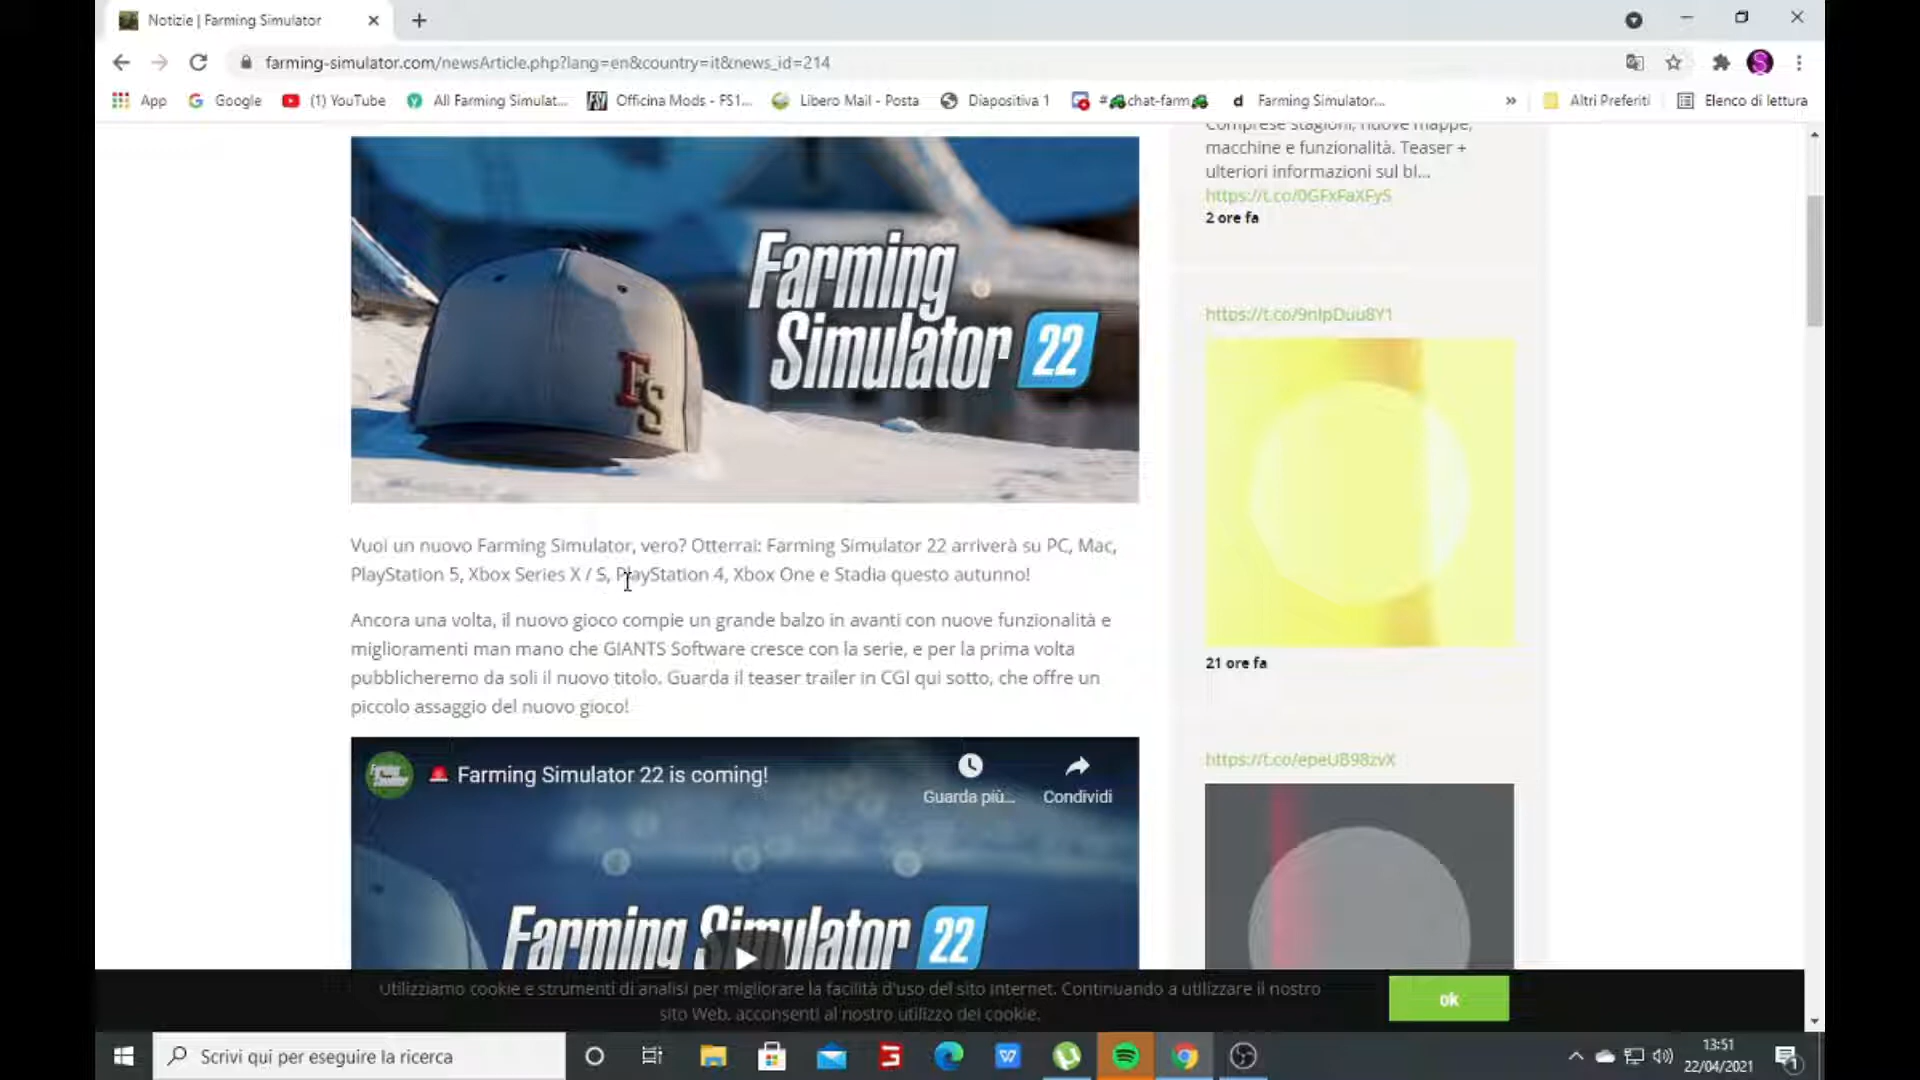 Notizie | Farming Simulator
farming-simulator.com/newsArticle.php?lang=en&country=it&news_id=214
App Google (1) YouTube All Farming Simulat... Officina Mods - FS1... Libero Mail - Posta Diapositiva 1 #🚜chat-farm🚜 Farming Simulator... » Altri Preferiti Elenco di lettura
Farming
Simulator 22
FS
Vuoi un nuovo Farming Simulator, vero? Otterrai: Farming Simulator 22 arriverà su PC, Mac,
PlayStation 5, Xbox Series X / S, PlayStation 4, Xbox One e Stadia questo autunno!
Ancora una volta, il nuovo gioco compie un grande balzo in avanti con nuove funzionalità e
miglioramenti man mano che GIANTS Software cresce con la serie, e per la prima volta
pubblicheremo da soli il nuovo titolo. Guarda il teaser trailer in CGI qui sotto, che offre un
piccolo assaggio del nuovo gioco!
🚨 Farming Simulator 22 is coming!
Guarda più...
Condividi
Farming Simulator 22
Comprese stagioni, nuove mappe,
macchine e funzionalità. Teaser +
ulteriori informazioni sul bl...
https://t.co/0GFxFaXFyS
2 ore fa
https://t.co/9nIpDuu8Y1
21 ore fa
https://t.co/epeUB98zvX
Utilizziamo cookie e strumenti di analisi per migliorare la facilità d'uso del sito Internet. Continuando a utilizzare il nostro
sito Web, acconsenti al nostro utilizzo dei cookie.
ok
Scrivi qui per eseguire la ricerca
13:51
22/04/2021
1